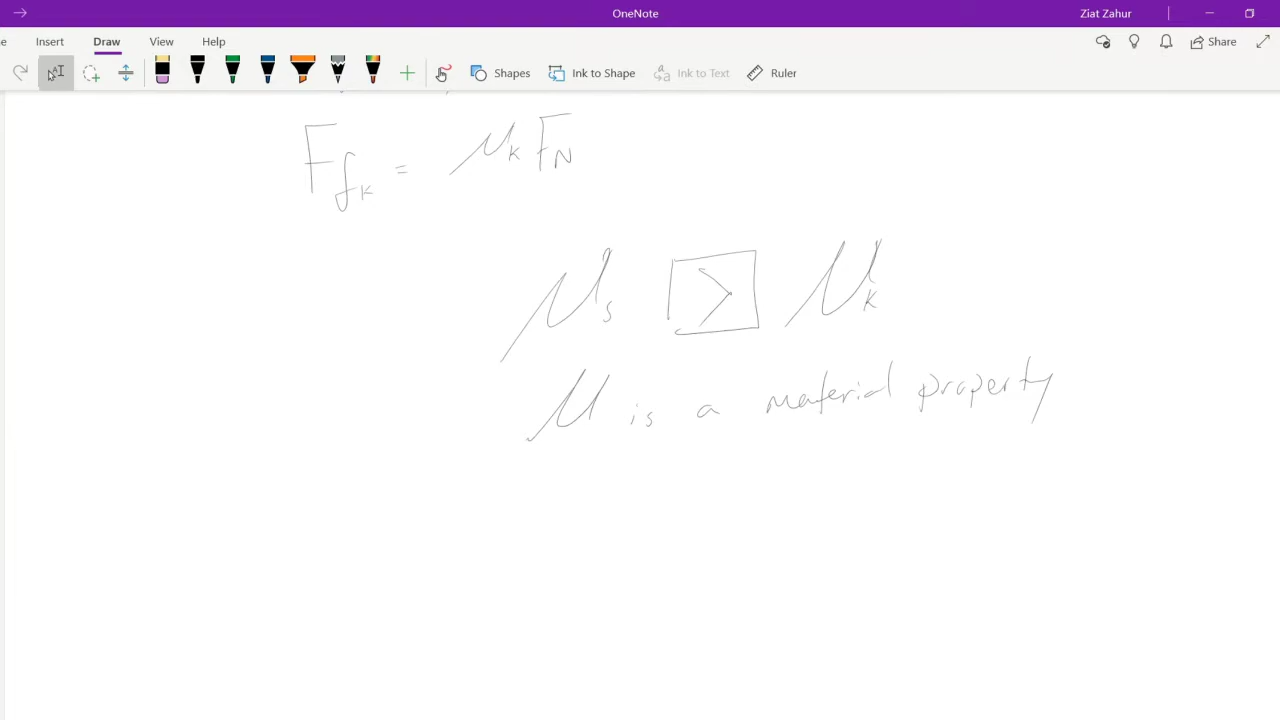 OneNote
Ziat Zahur
Insert Draw View Help
Share
Shapes Ink to Shape Ink to Text Ruler
F_fk = μ_k F_N
μ_s > μ_k
μ is a material property